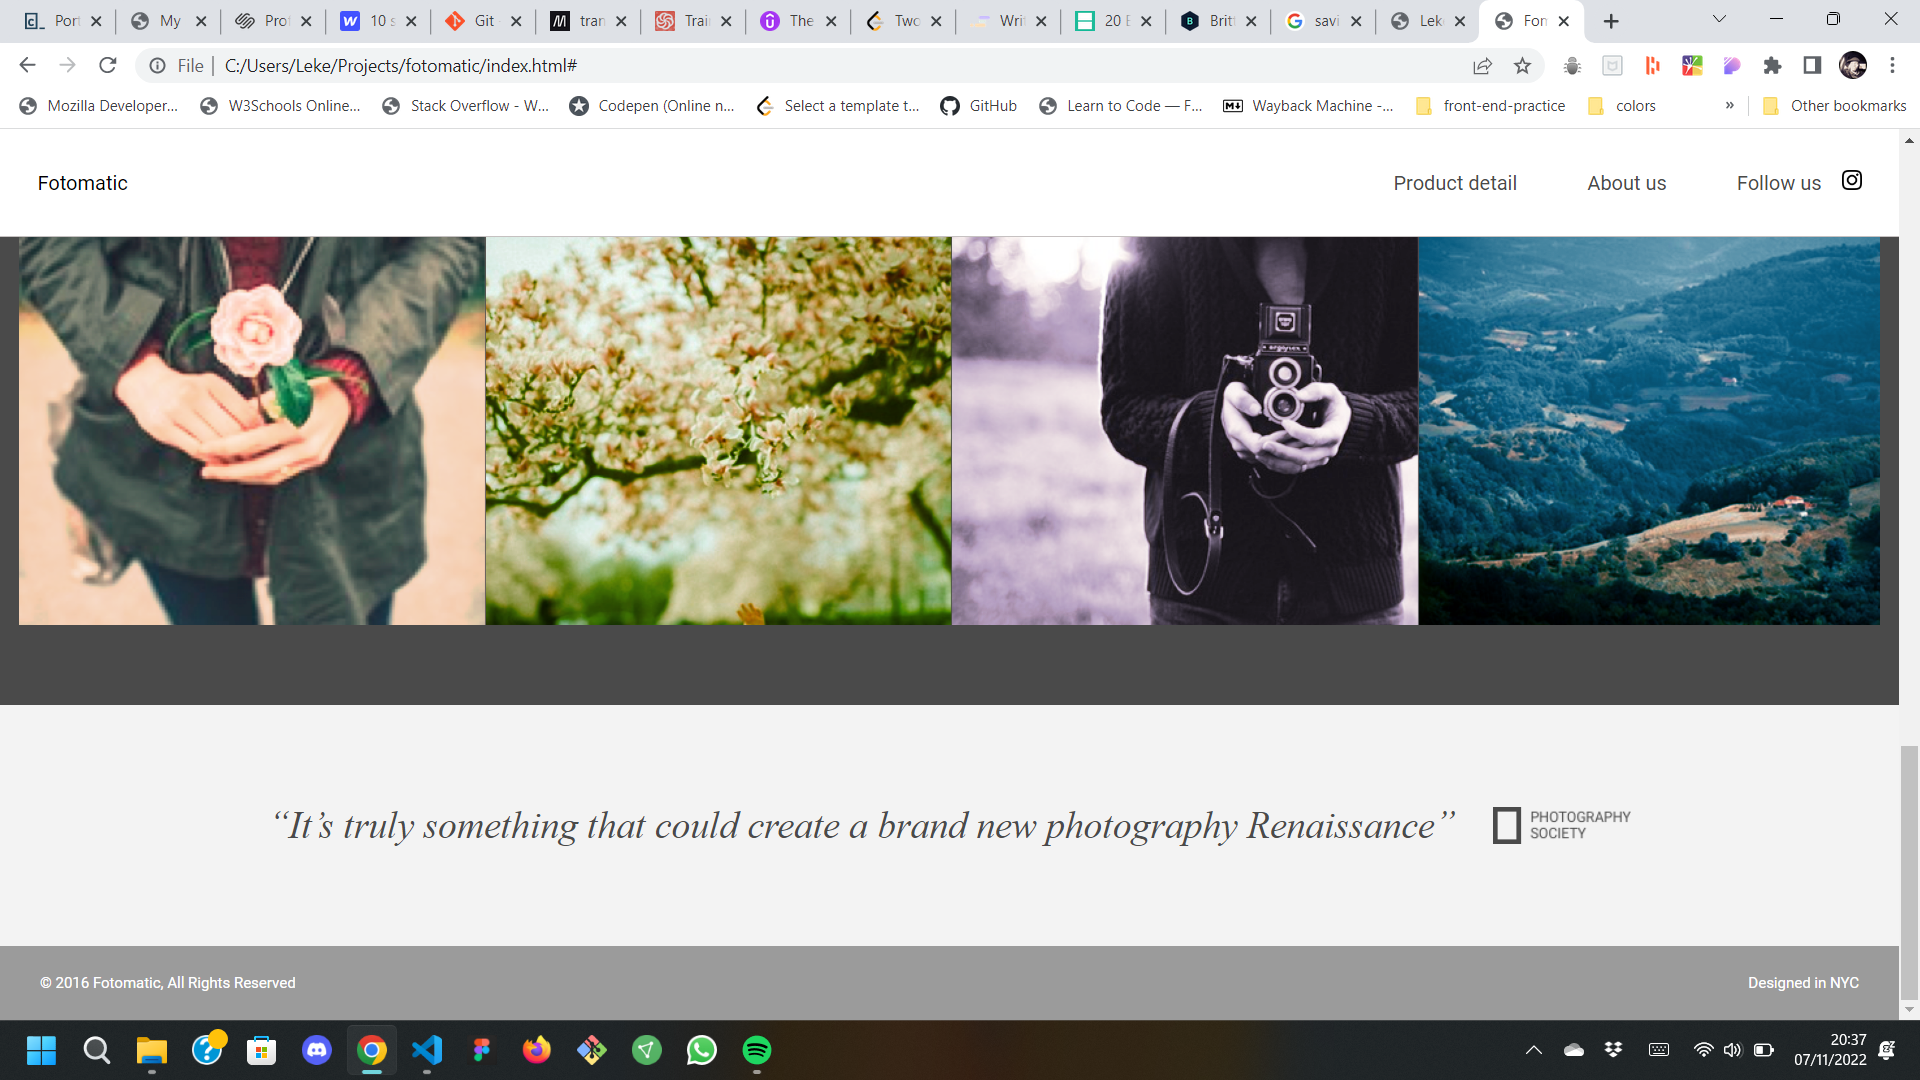 Port My Prof 10 s Git tran Trai The Two Writ 20 E Britt savi Leke Fon
File C:/Users/Leke/Projects/fotomatic/index.html#
Mozilla Developer... W3Schools Online... Stack Overflow - W... Codepen (Online n... Select a template t... GitHub Learn to Code — F... Wayback Machine -... front-end-practice colors » Other bookmarks
Fotomatic Product detail About us Follow us
“It’s truly something that could create a brand new photography Renaissance” PHOTOGRAPHY
SOCIETY
© 2016 Fotomatic, All Rights Reserved Designed in NYC
20:37
07/11/2022